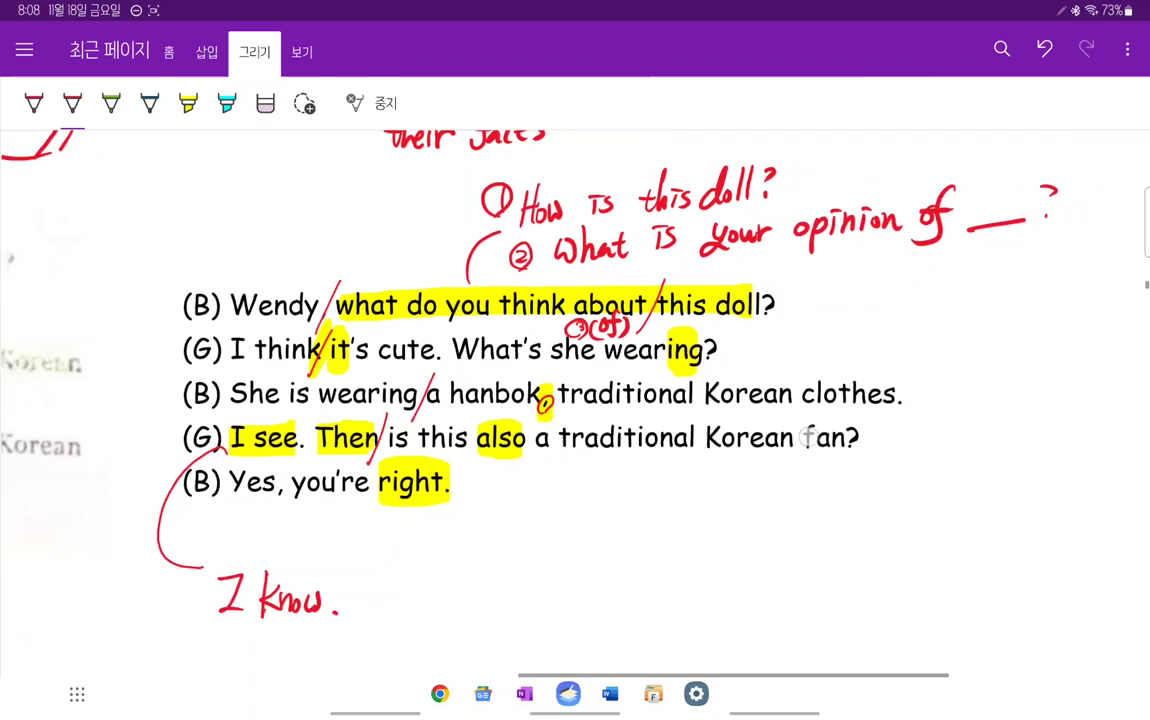 8:08 11월 18일 금요일 73%
최근 페이지 홈 삽입 그리기 보기
중지
their
① How is this doll?
② What is your opinion of __ ?
(B) Wendy, what do you think about this doll?
③(of)
(G) I think it's cute. What's she wearing?
Korean
(B) She is wearing a hanbok, traditional Korean clothes.
Korean
(G) I see. Then is this also a traditional Korean fan?
(B) Yes, you're right.
I know.